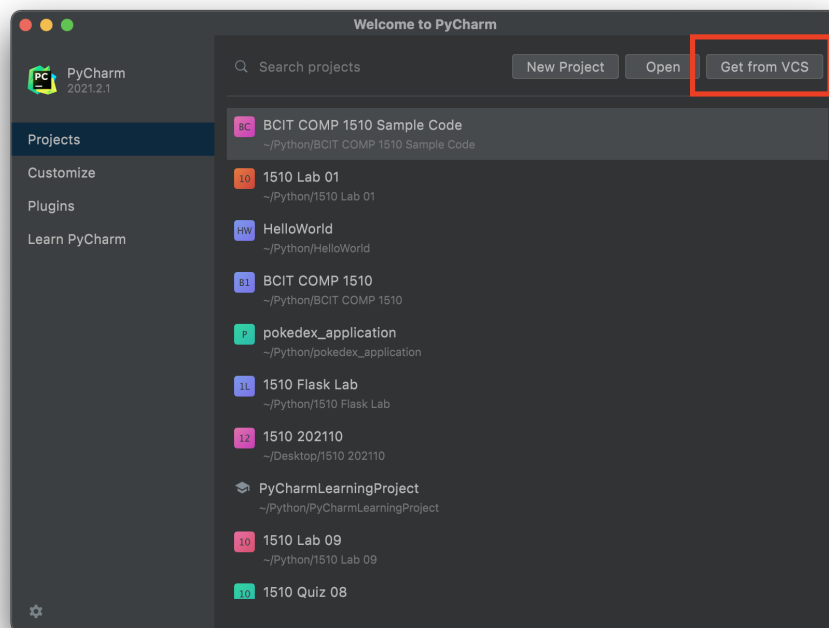 Welcome to PyCharm
PC
PyCharm
2021.2.1
Projects
Customize
Plugins
Learn PyCharm
Search projects
New Project
Open
Get from VCS
BC
BCIT COMP 1510 Sample Code
~/Python/BCIT COMP 1510 Sample Code
10
1510 Lab 01
~/Python/1510 Lab 01
HW
HelloWorld
~/Python/HelloWorld
B1
BCIT COMP 1510
~/Python/BCIT COMP 1510
P
pokedex_application
~/Python/pokedex_application
1L
1510 Flask Lab
~/Python/1510 Flask Lab
12
1510 202110
~/Desktop/1510 202110
PyCharmLearningProject
~/Python/PyCharmLearningProject
10
1510 Lab 09
~/Python/1510 Lab 09
10
1510 Quiz 08